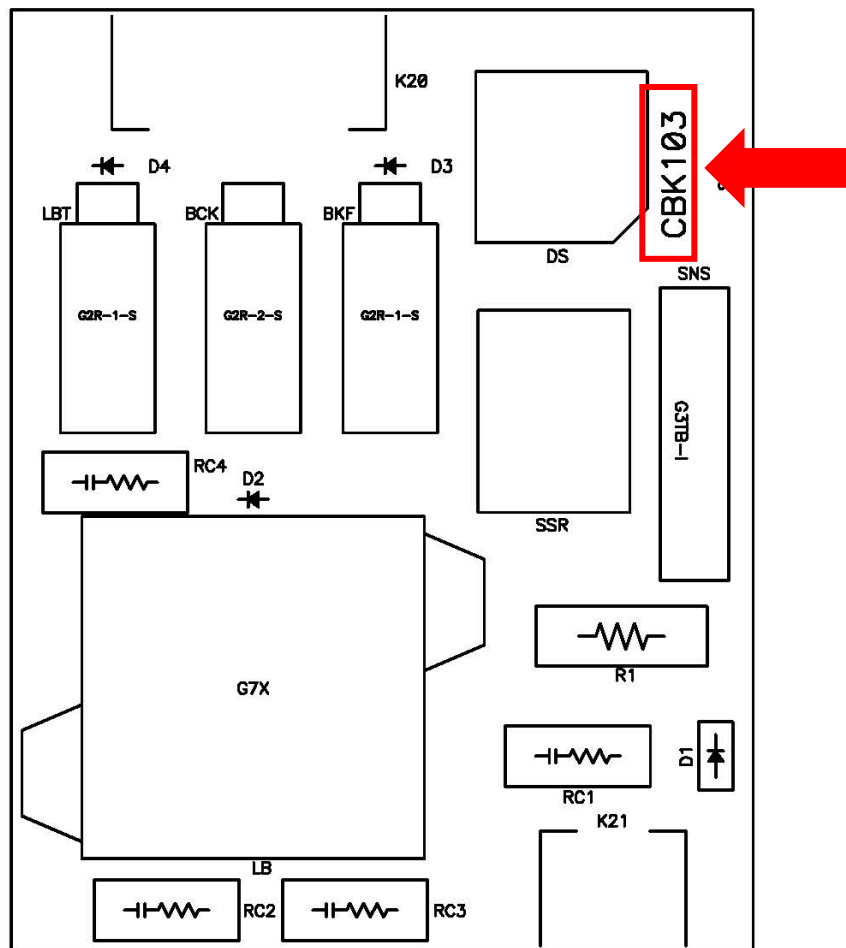 K20
CBK103
D4
D3
LBT
BCK
BKF
DS
SNS
G2R-1-S
G2R-2-S
G2R-1-S
G3TB-I
RC4
D2
SSR
G7X
R1
D1
RC1
K21
LB
RC2
RC3